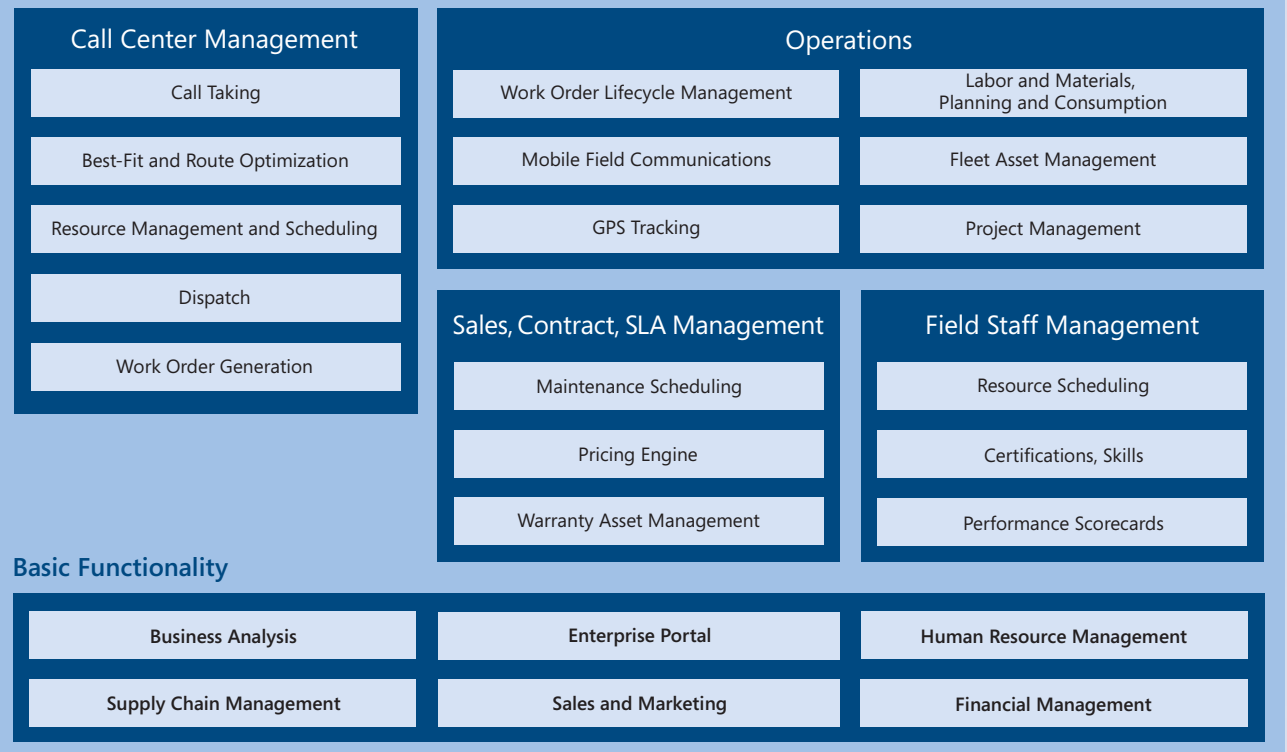 Call Center Management
Call Taking
Best-Fit and Route Optimization
Resource Management and Scheduling
Dispatch
Work Order Generation
Operations
Work Order Lifecycle Management
Labor and Materials,
Planning and Consumption
Mobile Field Communications
Fleet Asset Management
GPS Tracking
Project Management
Sales, Contract, SLA Management
Maintenance Scheduling
Pricing Engine
Warranty Asset Management
Field Staff Management
Resource Scheduling
Certifications, Skills
Performance Scorecards
Basic Functionality
Business Analysis
Enterprise Portal
Human Resource Management
Supply Chain Management
Sales and Marketing
Financial Management